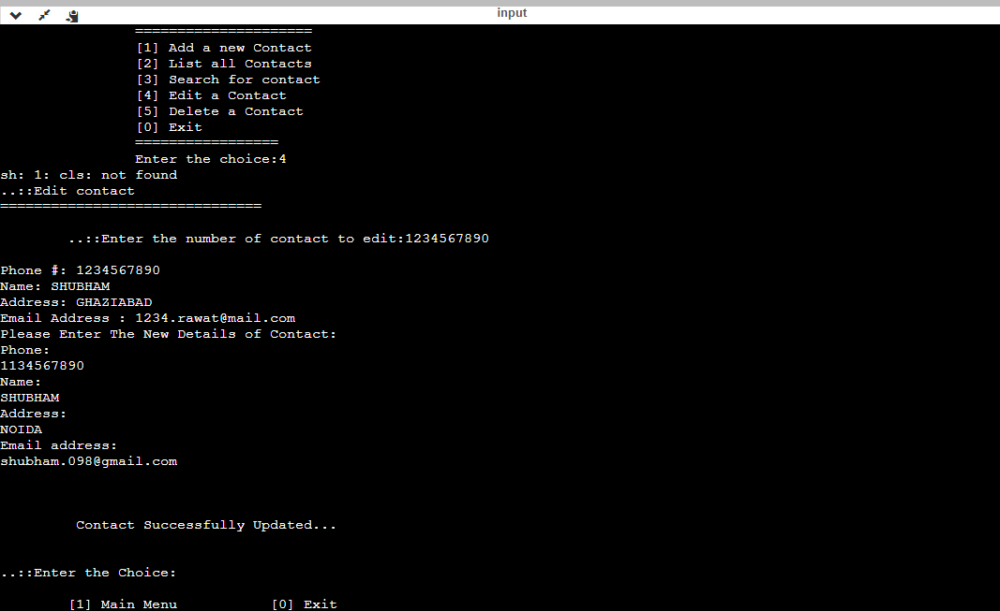 input
=====================
[1] Add a new Contact
[2] List all Contacts
[3] Search for contact
[4] Edit a Contact
[5] Delete a Contact
[0] Exit
=================
Enter the choice:4
sh: 1: cls: not found
..::Edit contact
===============================
..::Enter the number of contact to edit:1234567890
Phone #: 1234567890
Name: SHUBHAM
Address: GHAZIABAD
Email Address : 1234.rawat@mail.com
Please Enter The New Details of Contact:
Phone:
1134567890
Name:
SHUBHAM
Address:
NOIDA
Email address:
shubham.098@gmail.com
Contact Successfully Updated...
..::Enter the Choice:
[1] Main Menu [0] Exit